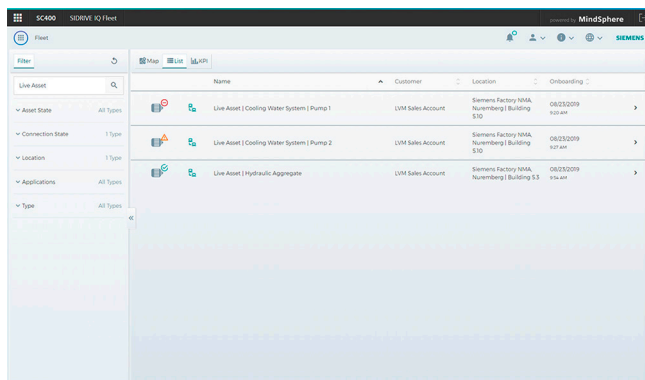 SC400 SIDRIVE IQ Fleet powered by MindSphere
Fleet SIEMENS
Filter Map List KPI
Live Asset Name Customer Location Onboarding
Asset State All Types
Connection State 1 Type
Location 1 Type
Applications All Types
Type All Types
Live Asset | Cooling Water System | Pump 1 LVM Sales Account Siemens Factory NMA,
Nuremberg | Building
S.10 08/23/2019
9:20 AM
Live Asset | Cooling Water System | Pump 2 LVM Sales Account Siemens Factory NMA,
Nuremberg | Building
S.10 08/23/2019
9:27 AM
Live Asset | Hydraulic Aggregate LVM Sales Account Siemens Factory NMA,
Nuremberg | Building S.3 08/23/2019
9:34 AM